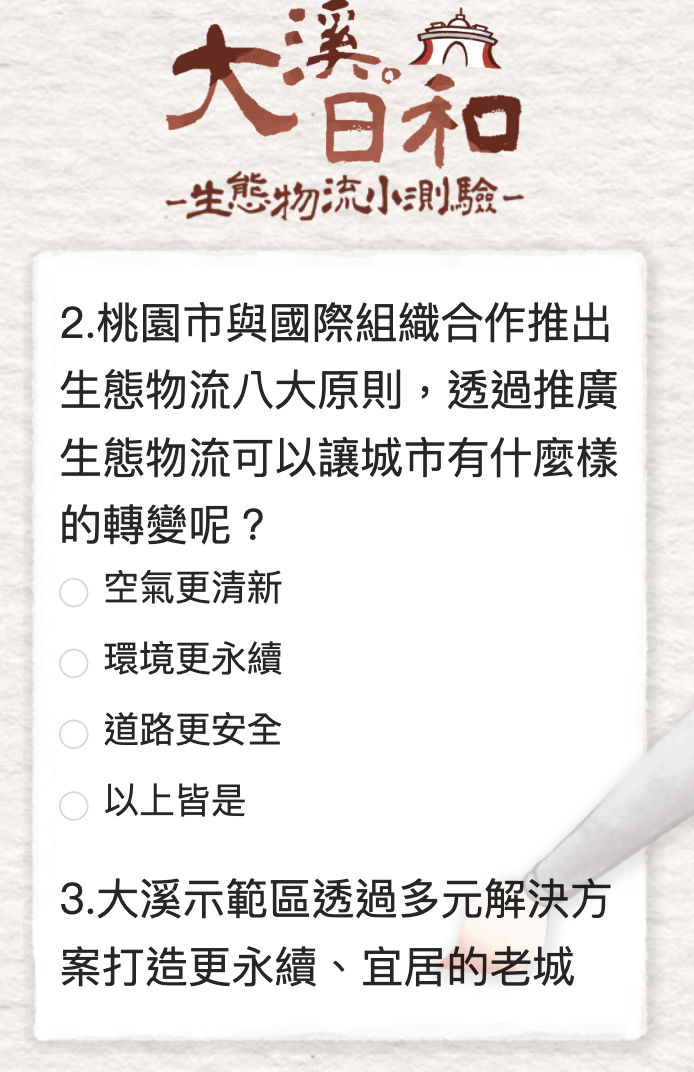 大溪日和
-生態物流小測驗-
2.桃園市與國際組織合作推出
生態物流八大原則，透過推廣
生態物流可以讓城市有什麼樣
的轉變呢？
空氣更清新
環境更永續
道路更安全
以上皆是
3.大溪示範區透過多元解決方
案打造更永續、宜居的老城